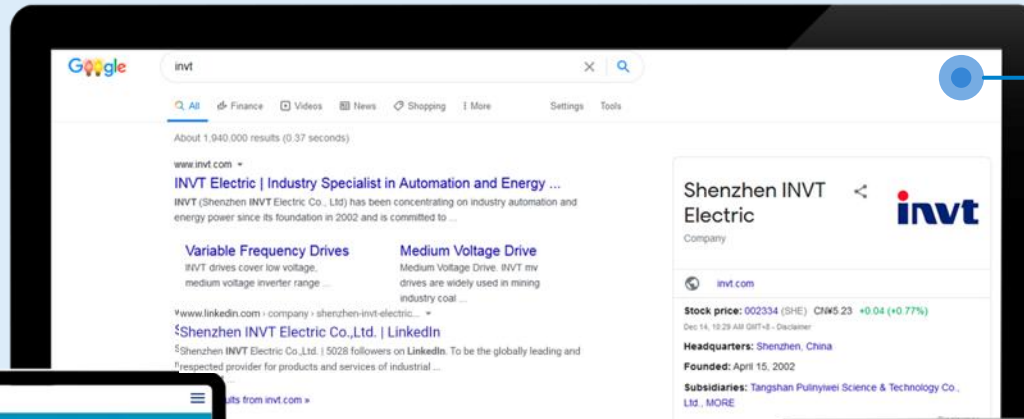 Google
invt
All Finance Videos News Shopping More Settings Tools
About 1,940,000 results (0.37 seconds)
www.invt.com
INVT Electric | Industry Specialist in Automation and Energy ...
INVT (Shenzhen INVT Electric Co., Ltd) has been concentrating on industry automation and
energy power since its foundation in 2002 and is committed to ...
Variable Frequency Drives
INVT drives cover low voltage,
medium voltage inverter range ...
Medium Voltage Drive
Medium Voltage Drive. INVT mv
drives are widely used in mining
industry coal ...
www.linkedin.com › company › shenzhen-invt-electric...
Shenzhen INVT Electric Co.,Ltd. | LinkedIn
Shenzhen INVT Electric Co.,Ltd. | 5028 followers on LinkedIn. To be the globally leading and
respected provider for products and services of industrial ...
from invt.com »
Shenzhen INVT
Electric
Company
invt
invt.com
Stock price: 002334 (SHE) CN¥5.23 +0.04 (+0.77%)
Dec 14, 10:29 AM GMT+8 - Disclaimer
Headquarters: Shenzhen, China
Founded: April 15, 2002
Subsidiaries: Tangshan Pulinyiwei Science & Technology Co.,
Ltd., MORE